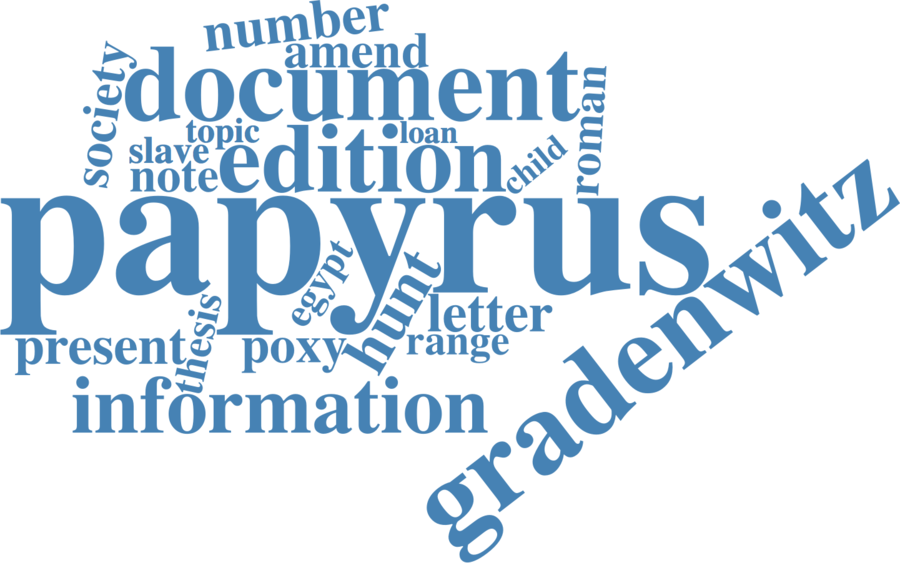 number
amend
society
document
roman
topic
loan
slave
edition
child
note
papyrus
gradenwitz
egypt
hunt
letter
thesis
present
poxy
range
information